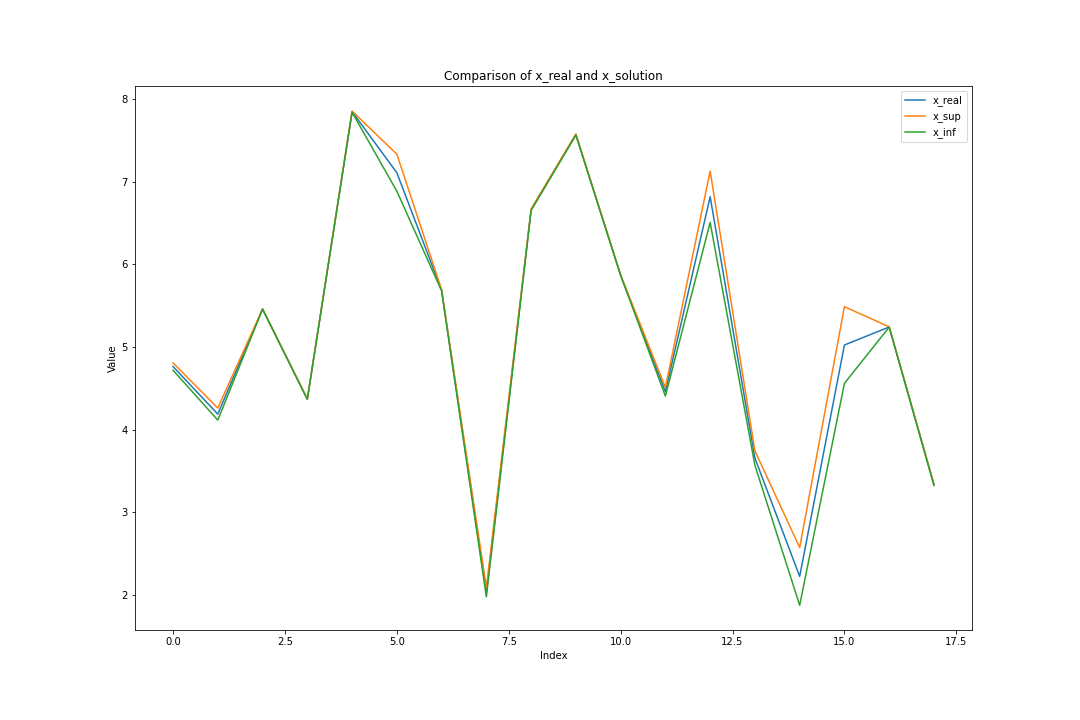 Comparison of x_real and x_solution
x_real
x_sup
x_inf
8
7
6
5
4
3
2
Value
0.0 2.5 5.0 7.5 10.0 12.5 15.0 17.5
Index